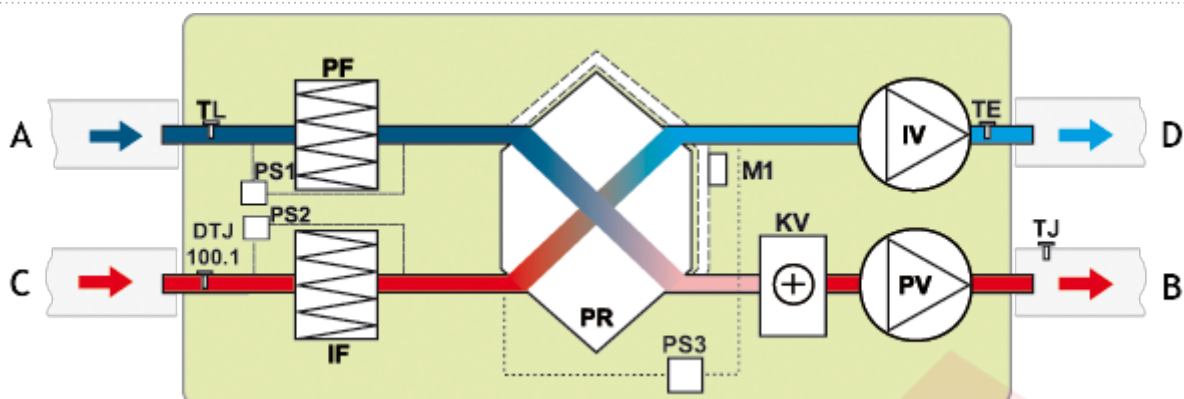 PF
TL
A
IV
TE
D
PS1
M1
PS2
DTJ
100.1
KV
TJ
C
PV
B
PR
IF
PS3